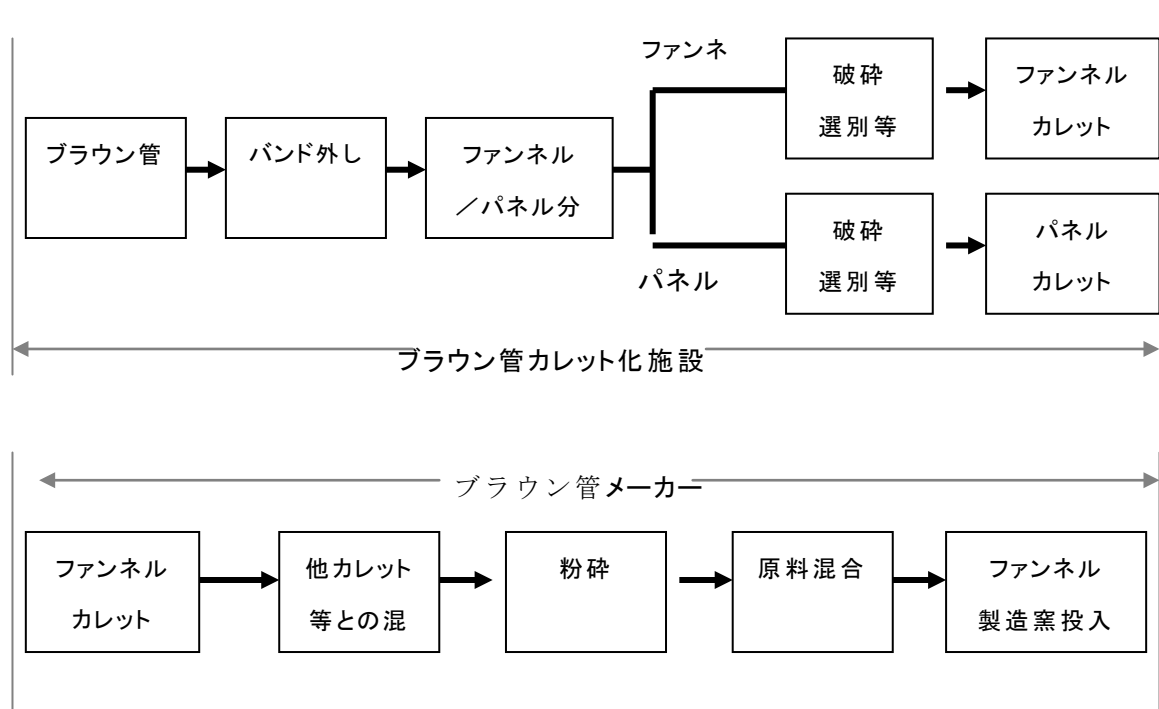 ファンネ
破砕
選別等
ファンネル
カレット
ブラウン管
バンド外し
ファンネル
／パネル分
パネル
破砕
選別等
パネル
カレット
ブラウン管カレット化施設
ブラウン管メーカー
ファンネル
カレット
他カレット
等との混
粉砕
原料混合
ファンネル
製造窯投入